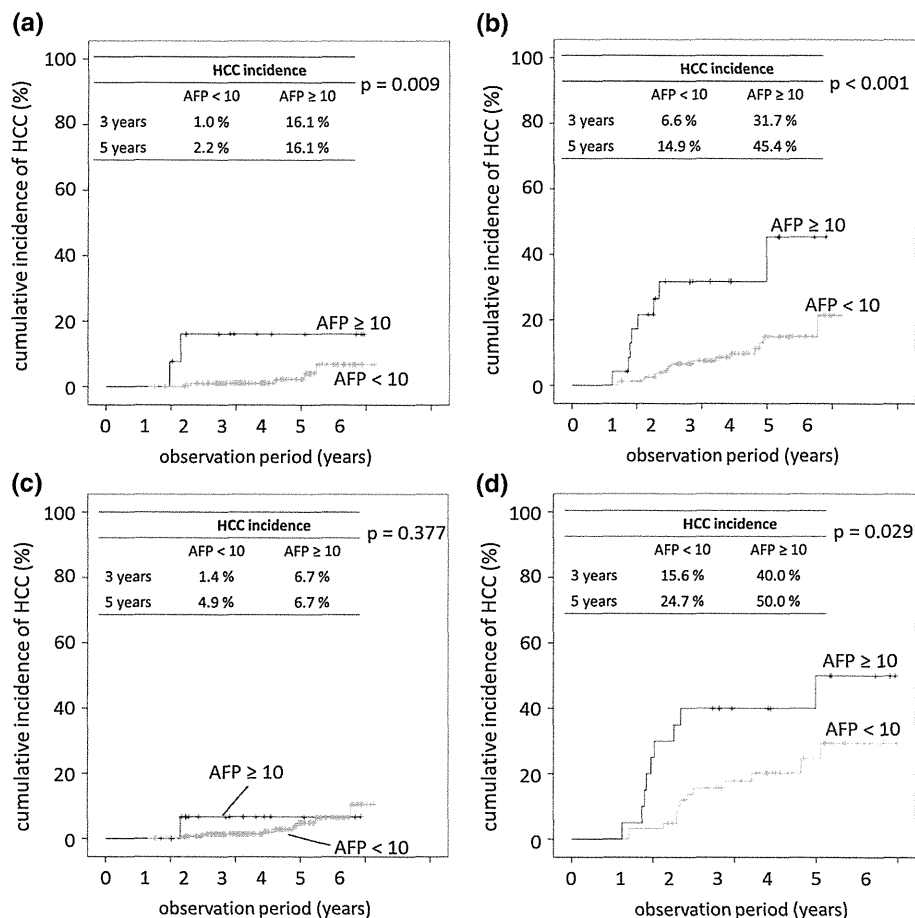 (a)
100
HCC incidence
p = 0.009
AFP < 10 AFP ≥ 10
3 years 1.0 % 16.1 %
5 years 2.2 % 16.1 %
80
60
40
20
0
cumulative incidence of HCC (%)
AFP ≥ 10
AFP < 10
0 1 2 3 4 5 6
observation period (years)
(b)
100
HCC incidence
p < 0.001
AFP < 10 AFP ≥ 10
3 years 6.6 % 31.7 %
5 years 14.9 % 45.4 %
80
60
40
20
0
cumulative incidence of HCC (%)
AFP ≥ 10
AFP < 10
0 1 2 3 4 5 6
observation period (years)
(c)
100
HCC incidence
p = 0.377
AFP < 10 AFP ≥ 10
3 years 1.4 % 6.7 %
5 years 4.9 % 6.7 %
80
60
40
20
0
cumulative incidence of HCC (%)
AFP ≥ 10
AFP < 10
0 1 2 3 4 5 6
observation period (years)
(d)
100
HCC incidence
p = 0.029
AFP < 10 AFP ≥ 10
3 years 15.6 % 40.0 %
5 years 24.7 % 50.0 %
80
60
40
20
0
cumulative incidence of HCC (%)
AFP ≥ 10
AFP < 10
0 1 2 3 4 5 6
observation period (years)